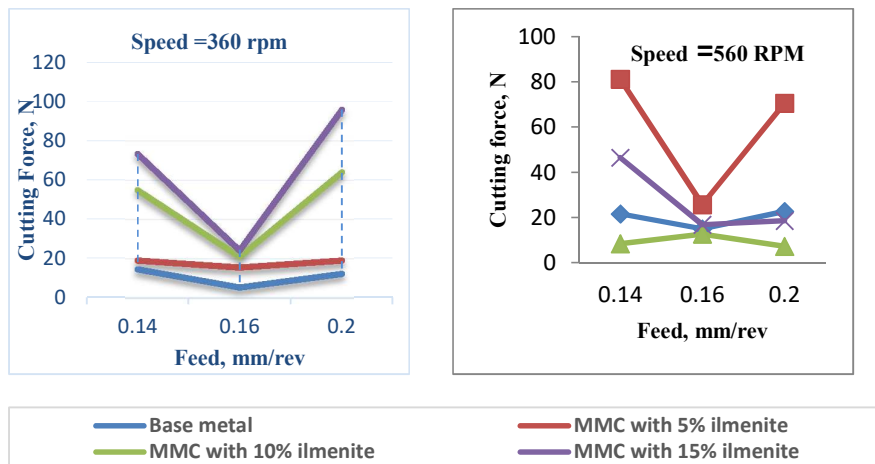 Speed =360 rpm
120
100
80
60
40
20
0
Cutting Force, N
0.14 0.16 0.2
Feed, mm/rev
Speed =560 RPM
100
80
60
40
20
0
Cutting force, N
0.14 0.16 0.2
Feed, mm/rev
Base metal MMC with 5% ilmenite
MMC with 10% ilmenite MMC with 15% ilmenite